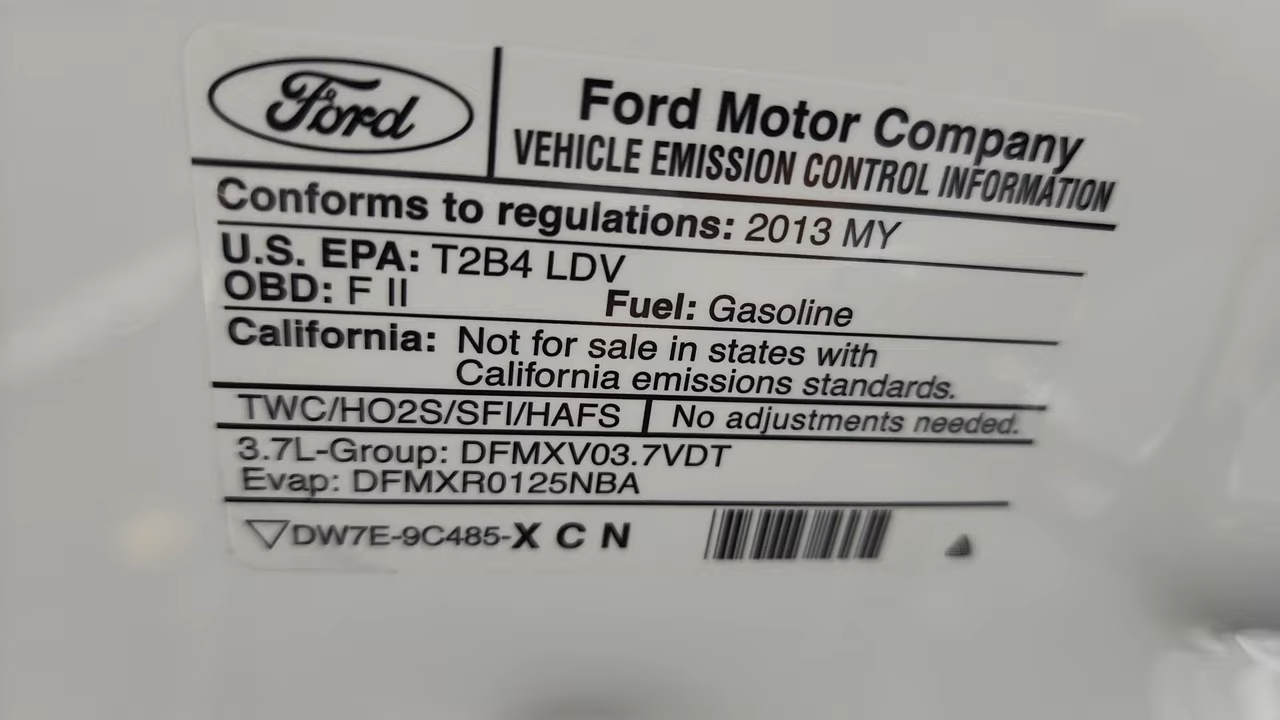 Ford
Ford Motor Company
VEHICLE EMISSION CONTROL INFORMATION
Conforms to regulations: 2013 MY
U.S. EPA: T2B4 LDV
OBD: F II Fuel: Gasoline
California: Not for sale in states with
California emissions standards.
TWC/HO2S/SFI/HAFS No adjustments needed.
3.7L-Group: DFMXV03.7VDT
Evap: DFMXR0125NBA
DW7E-9C485-X C N